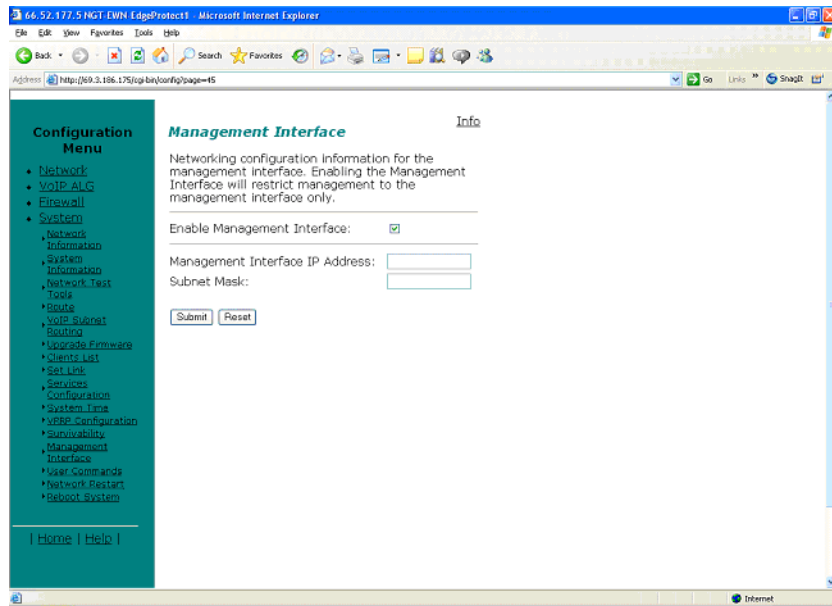 66.52.177.5 NGT-EWN-EdgeProtect1 - Microsoft Internet Explorer
File Edit View Favorites Tools Help
Back Search Favorites
Address http://69.3.186.175/cgi-bin/config?page=45 Go Links » SnagIt
Configuration
Menu
Network
VoIP ALG
Firewall
System
Network
Information
System
Information
Network Test
Tools
Route
VoIP Subnet
Routing
Upgrade Firmware
Clients List
Set Link
Services
Configuration
System Time
VRRP Configuration
Survivability
Management
Interface
User Commands
Network Restart
Reboot System
| Home | Help |
Info
Management Interface
Networking configuration information for the
management interface. Enabling the Management
Interface will restrict management to the
management interface only.
Enable Management Interface:
Management Interface IP Address:
Subnet Mask:
Submit Reset
Internet